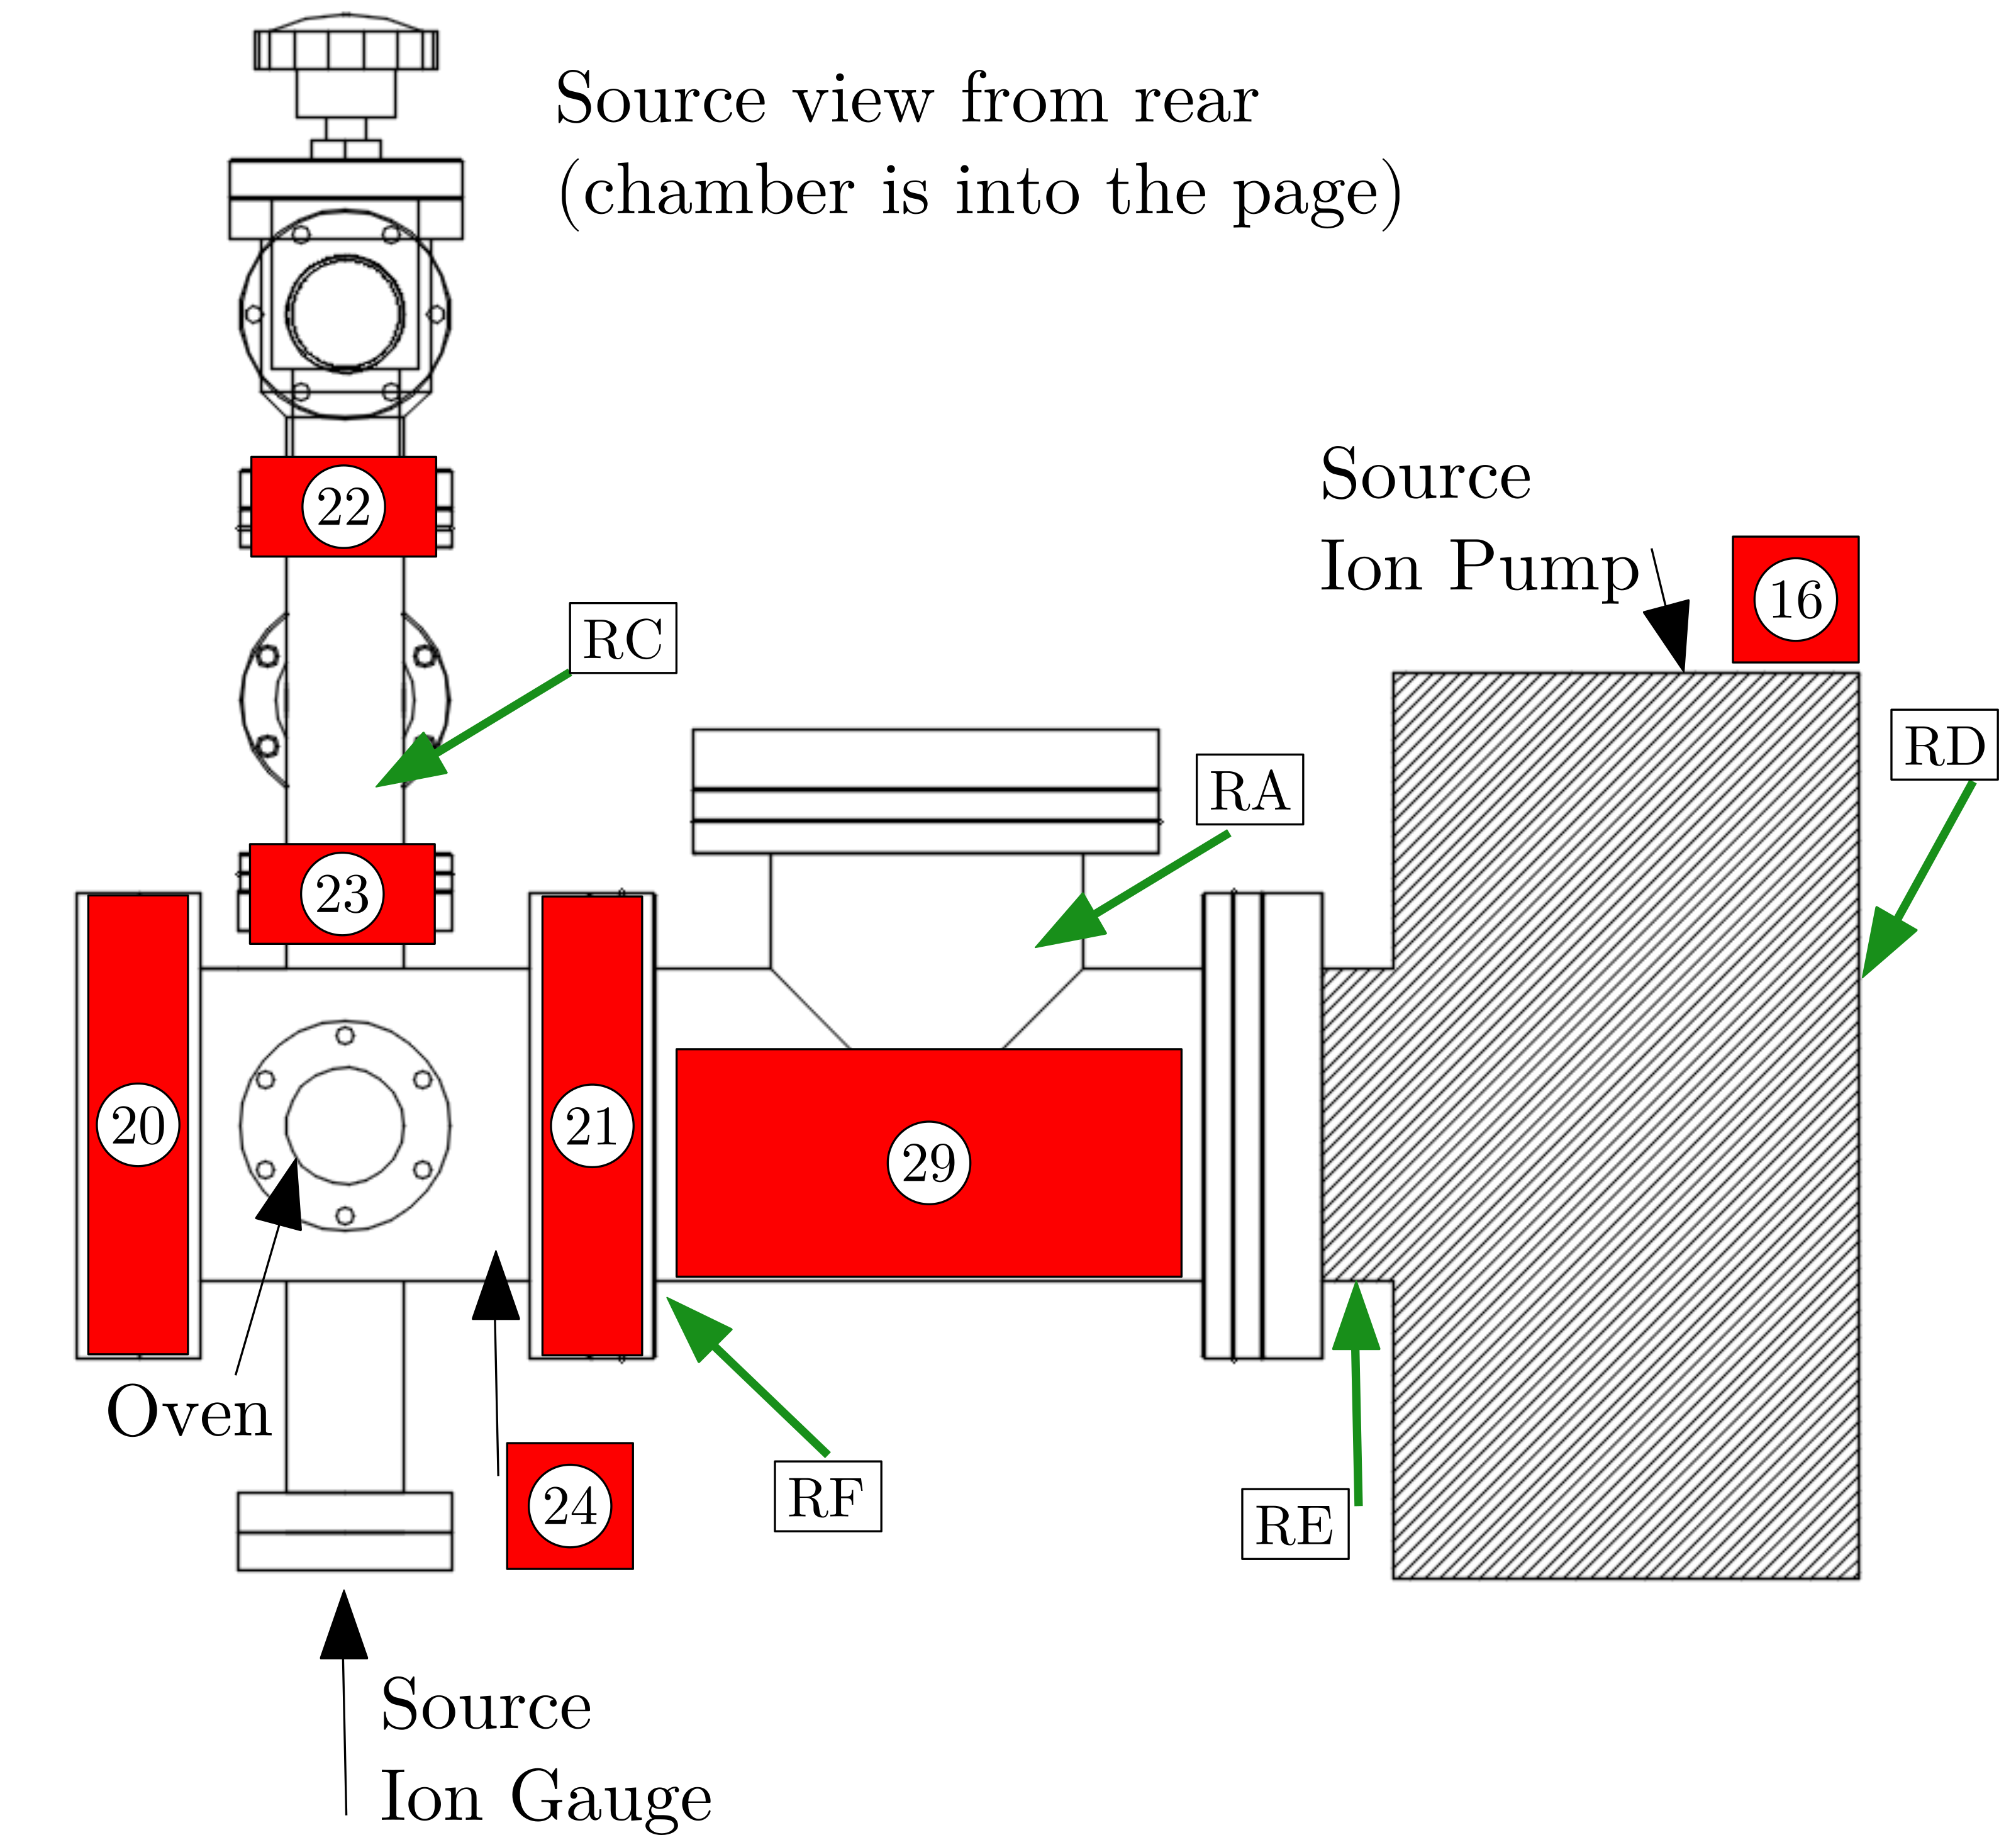 Source view from rear
(chamber is into the page)
22
Source
Ion Pump
16
RC
RD
RA
23
20
21
29
Oven
24
RF
RE
Source
Ion Gauge